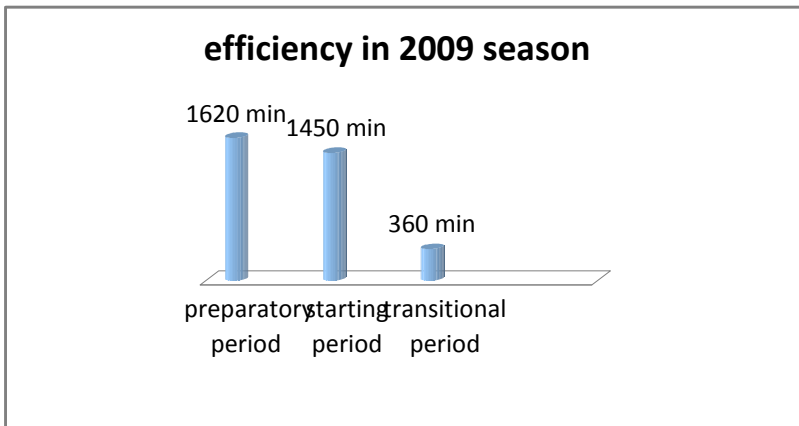 efficiency in 2009 season
1620 min
1450 min
360 min
preparatory starting transitional
period period period